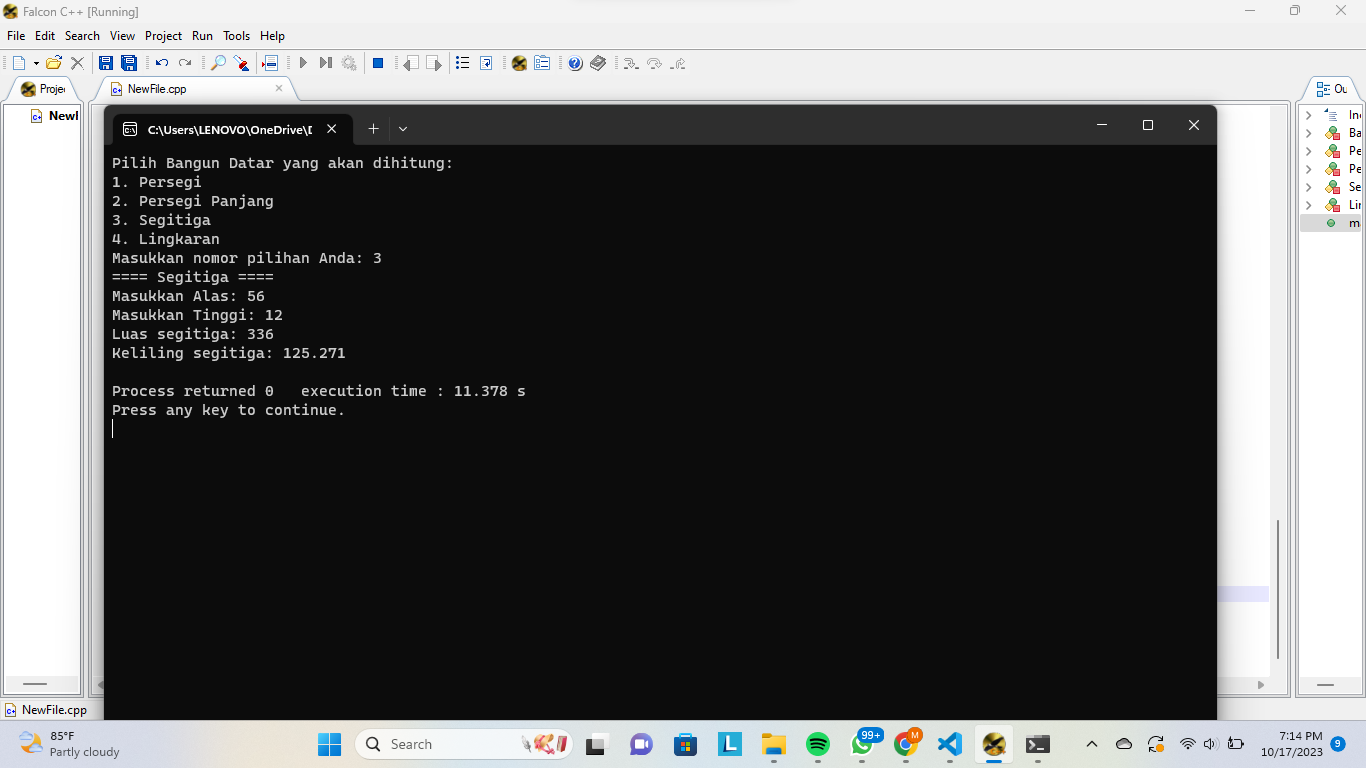 Falcon C++ [Running]
File Edit Search View Project Run Tools Help
Proje
NewFile.cpp
Ou
NewI
C:\Users\LENOVO\OneDrive\D
Pilih Bangun Datar yang akan dihitung:
1. Persegi
2. Persegi Panjang
3. Segitiga
4. Lingkaran
Masukkan nomor pilihan Anda: 3
==== Segitiga ====
Masukkan Alas: 56
Masukkan Tinggi: 12
Luas segitiga: 336
Keliling segitiga: 125.271
Process returned 0   execution time : 11.378 s
Press any key to continue.
Inc
Ba
Pe
Pe
Se
Lin
NewFile.cpp
85°F
Partly cloudy
Search
99+
M
7:14 PM
10/17/2023
9